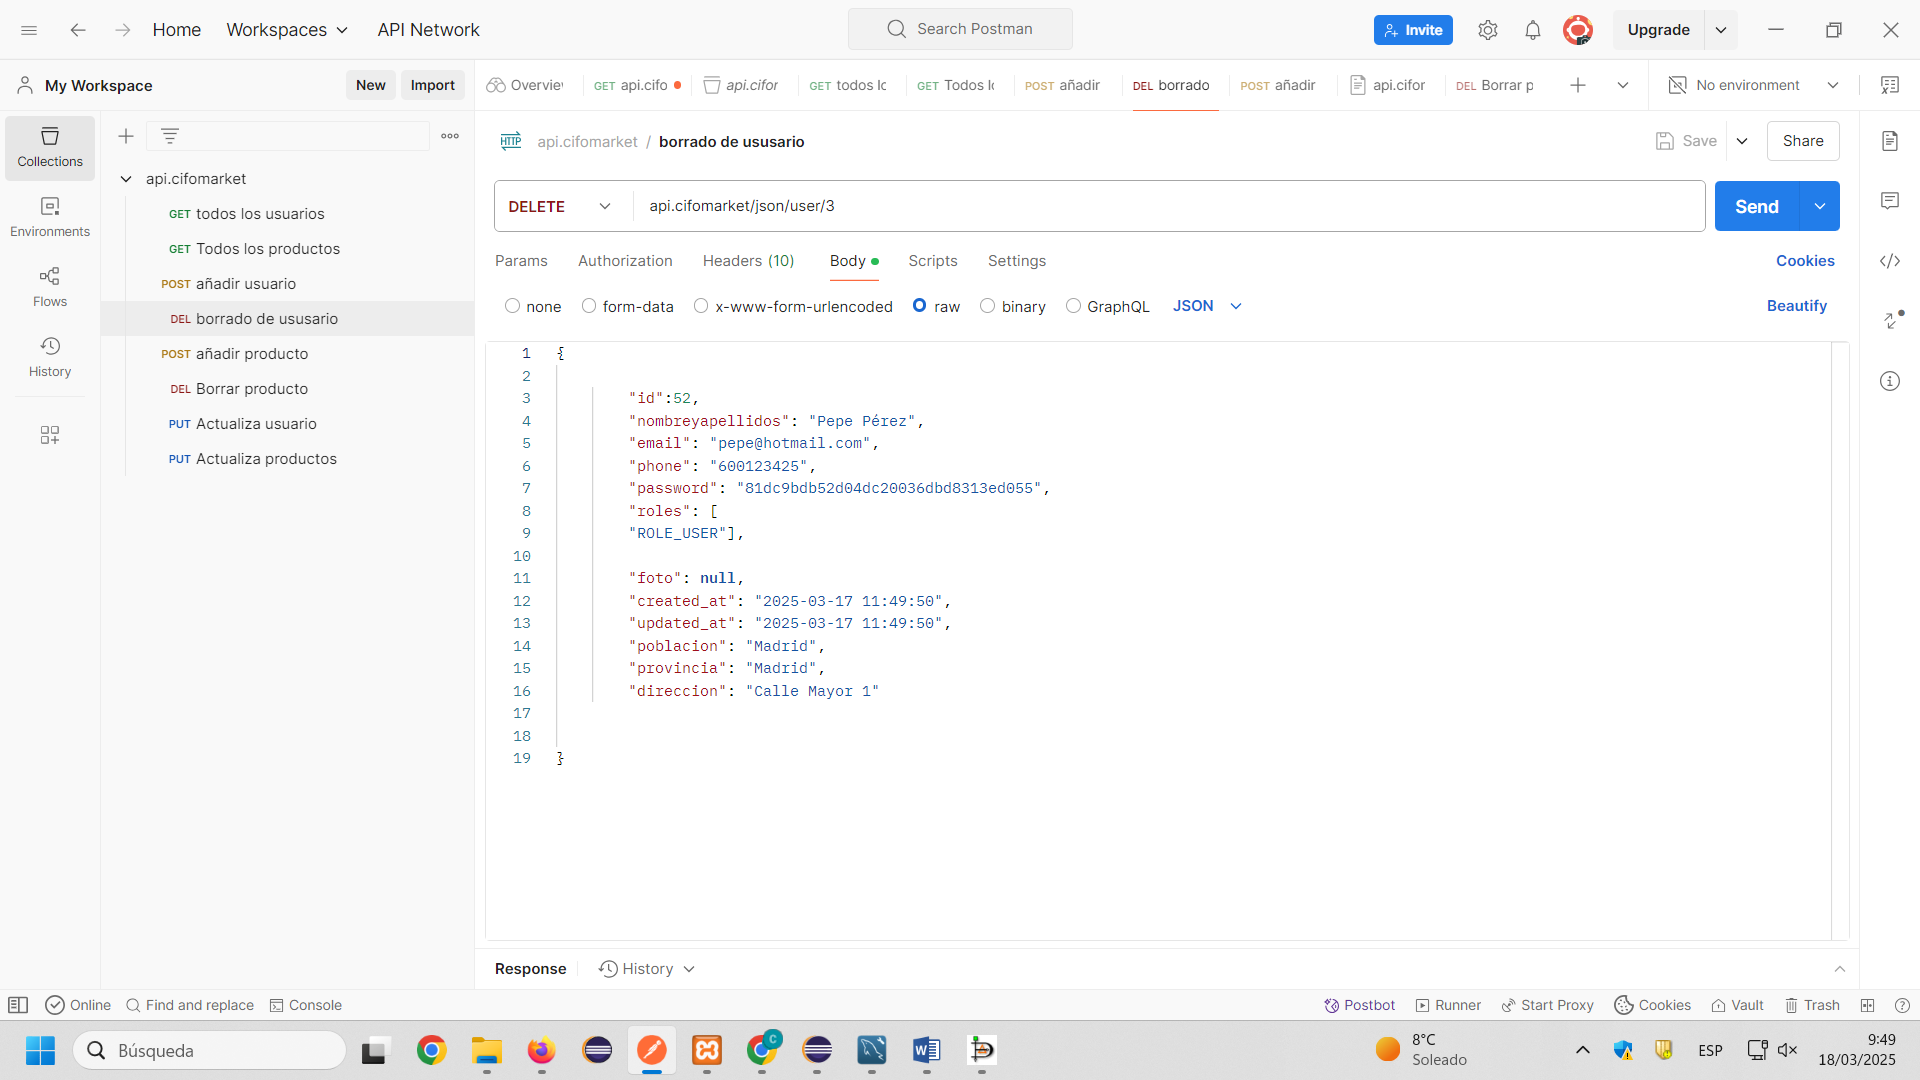 Home
Workspaces
API Network
Search Postman
Invite
Upgrade
My Workspace
New
Import
Overvie
GET api.cifo
api.cifor
GET todos lc
GET Todos l
POST añadir
DEL borrado
POST añadir
api.cifor
DEL Borrar p
No environment
Collections
Environments
Flows
History
api.cifomarket
GET todos los usuarios
GET Todos los productos
POST añadir usuario
DEL borrado de ususario
POST añadir producto
DEL Borrar producto
PUT Actualiza usuario
PUT Actualiza productos
HTTP api.cifomarket / borrado de ususario
Save
Share
DELETE
api.cifomarket/json/user/3
Send
Params
Authorization
Headers (10)
Body
Scripts
Settings
Cookies
none
form-data
x-www-form-urlencoded
raw
binary
GraphQL
JSON
Beautify
1 {
2
3 "id":52,
4 "nombreyapellidos": "Pepe Pérez",
5 "email": "pepe@hotmail.com",
6 "phone": "600123425",
7 "password": "81dc9bdb52d04dc20036dbd8313ed055",
8 "roles": [
9 "ROLE_USER"],
10
11 "foto": null,
12 "created_at": "2025-03-17 11:49:50",
13 "updated_at": "2025-03-17 11:49:50",
14 "poblacion": "Madrid",
15 "provincia": "Madrid",
16 "direccion": "Calle Mayor 1"
17
18
19 }
Response
History
Online
Find and replace
Console
Postbot
Runner
Start Proxy
Cookies
Vault
Trash
Búsqueda
C
8°C
Soleado
ESP
9:49
18/03/2025